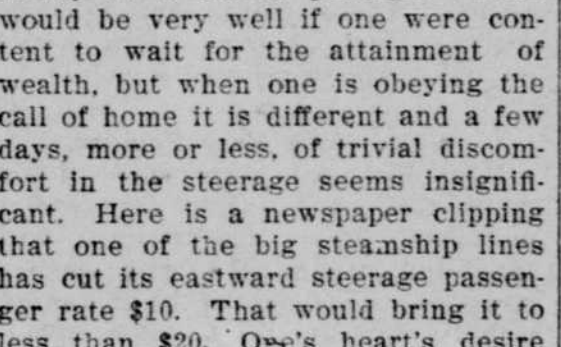 would be very well if one were con-
tent to wait for the attainment of
wealth, but when one is obeying the
call of home it is different and a few
days, more or less, of trivial discom-
fort in the steerage seems insignifi-
cant. Here is a newspaper clipping
that one of the big steamship lines
has cut its eastward steerage passen-
ger rate $10. That would bring it to
less than $20. One's heart's desire